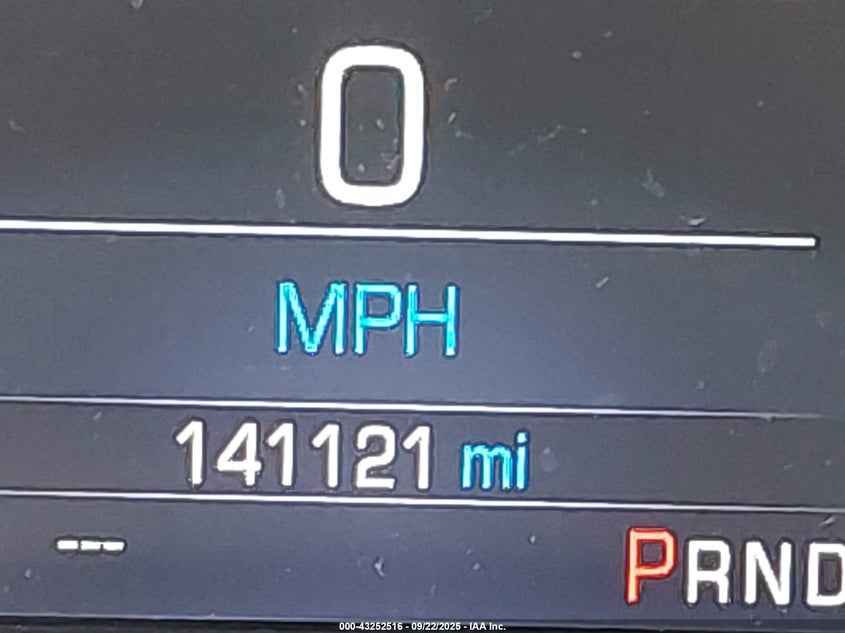 0
MPH
141121 mi
--- PRND
000-43252516 - 09/22/2025 - IAA Inc.